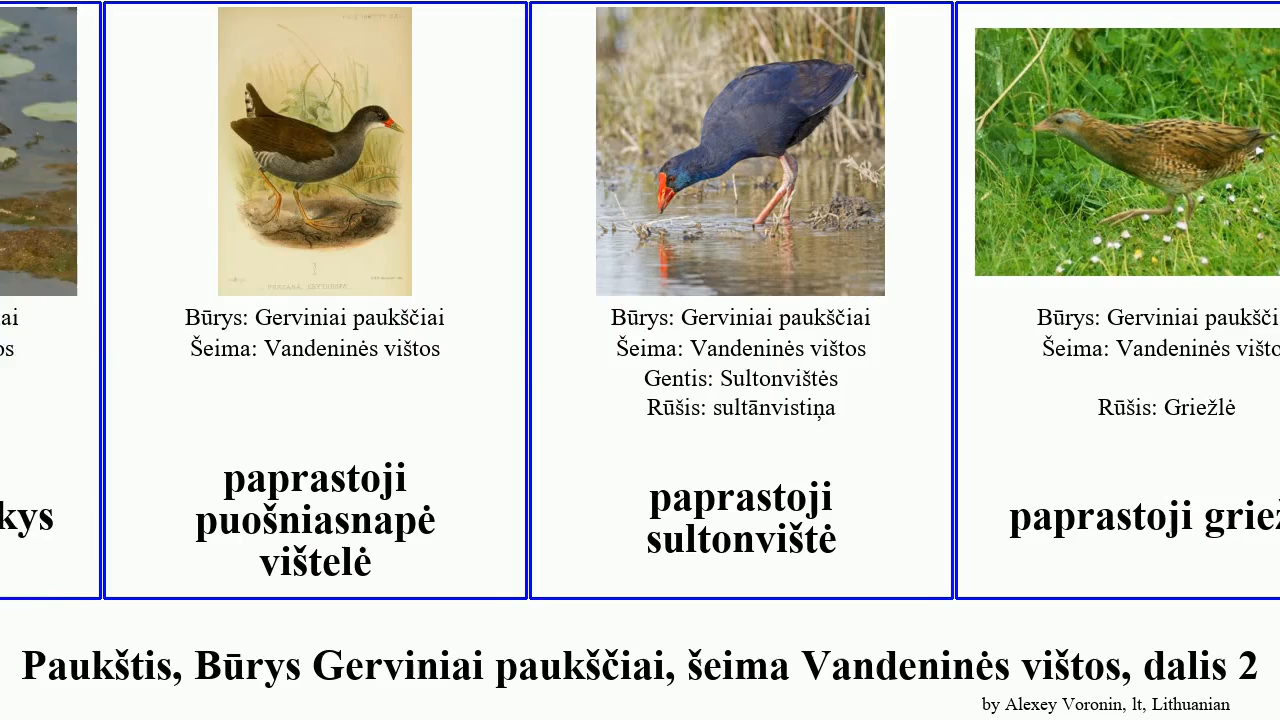 ai
os
kys
Būrys: Gerviniai paukščiai
Šeima: Vandeninės vištos
paprastoji
puošniasnapė
vištelė
Būrys: Gerviniai paukščiai
Šeima: Vandeninės vištos
Gentis: Sultonvištės
Rūšis: sultānvistiņa
paprastoji
sultonvištė
Būrys: Gerviniai paukšči
Šeima: Vandeninės višto
Rūšis: Griežlė
paprastoji griež
Paukštis, Būrys Gerviniai paukščiai, šeima Vandeninės vištos, dalis 2
by Alexey Voronin, lt, Lithuanian